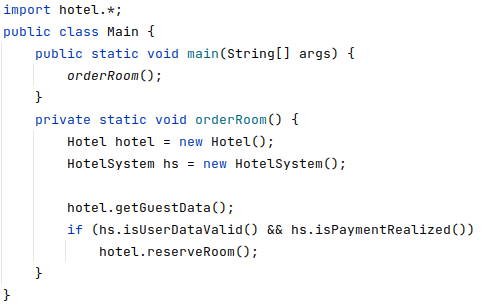 import hotel.*;
public class Main {
    public static void main(String[] args) {
        orderRoom();
    }
    private static void orderRoom() {
        Hotel hotel = new Hotel();
        HotelSystem hs = new HotelSystem();

        hotel.getGuestData();
        if (hs.isUserDataValid() && hs.isPaymentRealized())
            hotel.reserveRoom();
    }
}